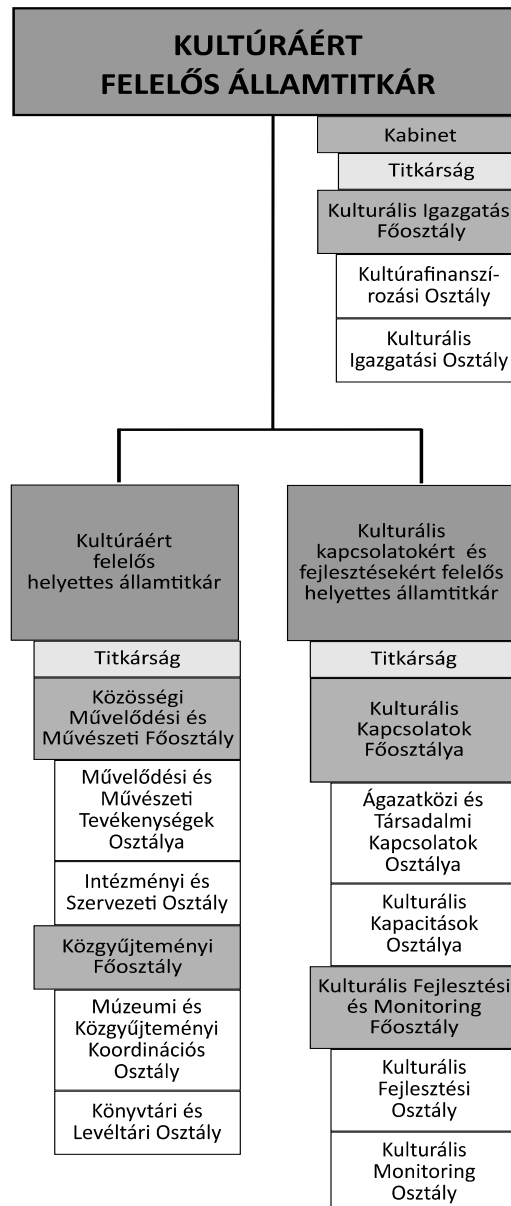 KULTÚRÁÉRT
FELELŐS ÁLLAMTITKÁR
Kabinet
Titkárság
Kulturális Igazgatási
Főosztály
Kultúrafinanszí-
rozási Osztály
Kulturális
Igazgatási Osztály
Kultúráért
felelős
helyettes államtitkár
Titkárság
Közösségi
Művelődési és
Művészeti Főosztály
Művelődési és
Művészeti
Tevékenységek
Osztálya
Intézményi és
Szervezeti Osztály
Közgyűjteményi
Főosztály
Múzeumi és
Közgyűjteményi
Koordinációs
Osztály
Könyvtári és
Levéltári Osztály
Kulturális
kapcsolatokért és
fejlesztésekért felelős
helyettes államtitkár
Titkárság
Kulturális
Kapcsolatok
Főosztálya
Ágazatközi és
Társadalmi
Kapcsolatok
Osztálya
Kulturális
Kapacitások
Osztálya
Kulturális Fejlesztési
és Monitoring
Főosztály
Kulturális
Fejlesztési
Osztály
Kulturális
Monitoring
Osztály